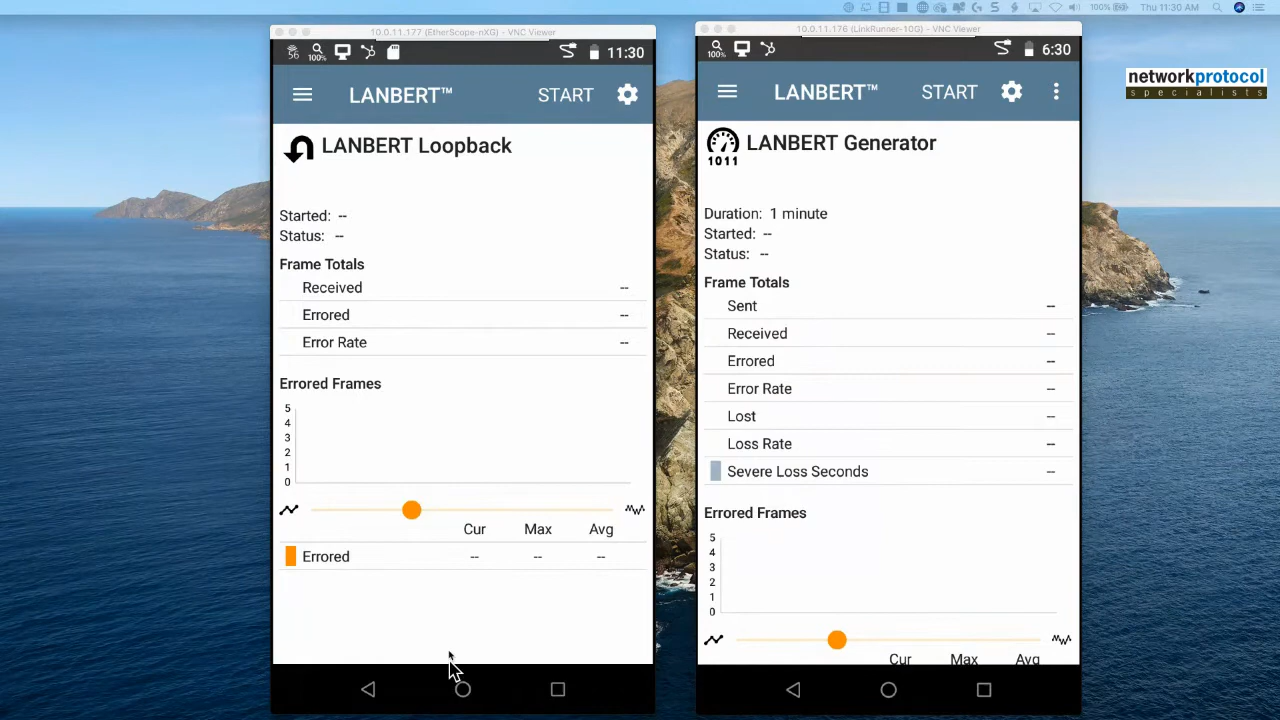 100% Thu 11:30 AM
10.0.11.177 (EtherScope-nXG) - VNC Viewer
56 100% 11:30
LANBERT™ START
LANBERT Loopback
Started: --
Status: --
Frame Totals
Received --
Errored --
Error Rate --
Errored Frames
5
4
3
2
1
0
Cur Max Avg
Errored -- -- --
10.0.11.176 (LinkRunner-10G) - VNC Viewer
100% 6:30
LANBERT™ START
1011 LANBERT Generator
Duration: 1 minute
Started: --
Status: --
Frame Totals
Sent --
Received --
Errored --
Error Rate --
Lost --
Loss Rate --
Severe Loss Seconds --
Errored Frames
5
4
3
2
1
0
Cur Max Avg
networkprotocol
specialists